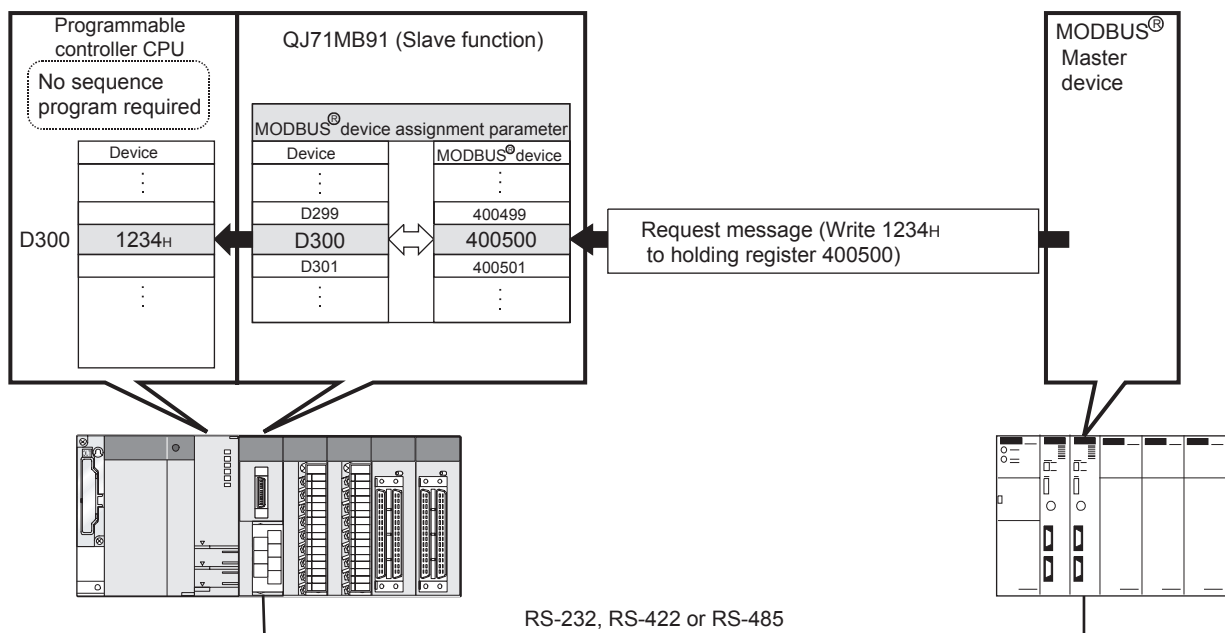 Programmable
controller CPU
No sequence
program required
Device
⋮
D300
1234H
⋮
QJ71MB91 (Slave function)
MODBUS® device assignment parameter
Device
MODBUS® device
⋮
⋮
D299
400499
D300
400500
D301
400501
⋮
⋮
Request message (Write 1234H
to holding register 400500)
MODBUS®
Master
device
RS-232, RS-422 or RS-485